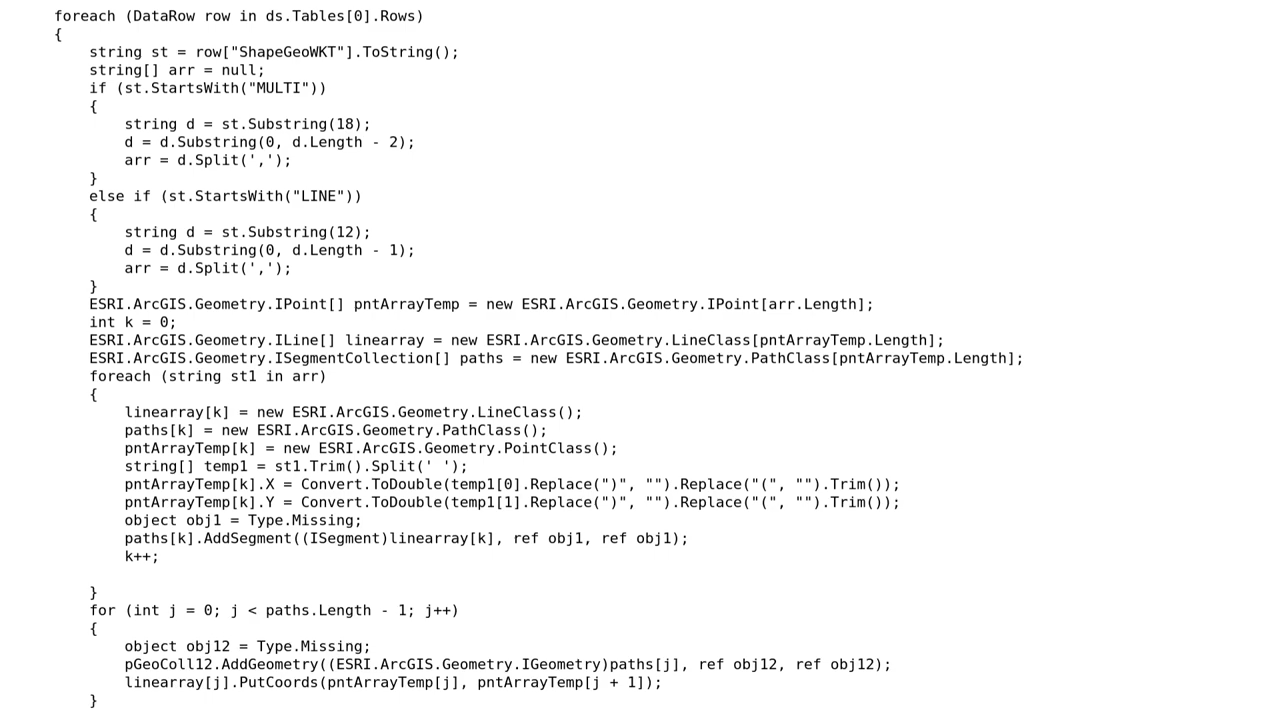 foreach (DataRow row in ds.Tables[0].Rows)
{
string st = row["ShapeGeoWKT"].ToString();
string[] arr = null;
if (st.StartsWith("MULTI"))
{
string d = st.Substring(18);
d = d.Substring(0, d.Length - 2);
arr = d.Split(',');
}
else if (st.StartsWith("LINE"))
{
string d = st.Substring(12);
d = d.Substring(0, d.Length - 1);
arr = d.Split(',');
}
ESRI.ArcGIS.Geometry.IPoint[] pntArrayTemp = new ESRI.ArcGIS.Geometry.IPoint[arr.Length];
int k = 0;
ESRI.ArcGIS.Geometry.ILine[] linearray = new ESRI.ArcGIS.Geometry.LineClass[pntArrayTemp.Length];
ESRI.ArcGIS.Geometry.ISegmentCollection[] paths = new ESRI.ArcGIS.Geometry.PathClass[pntArrayTemp.Length];
foreach (string st1 in arr)
{
linearray[k] = new ESRI.ArcGIS.Geometry.LineClass();
paths[k] = new ESRI.ArcGIS.Geometry.PathClass();
pntArrayTemp[k] = new ESRI.ArcGIS.Geometry.PointClass();
string[] temp1 = st1.Trim().Split(' ');
pntArrayTemp[k].X = Convert.ToDouble(temp1[0].Replace(")", "").Replace("(", "").Trim());
pntArrayTemp[k].Y = Convert.ToDouble(temp1[1].Replace(")", "").Replace("(", "").Trim());
object obj1 = Type.Missing;
paths[k].AddSegment((ISegment)linearray[k], ref obj1, ref obj1);
k++;
}
for (int j = 0; j < paths.Length - 1; j++)
{
object obj12 = Type.Missing;
pGeoColl12.AddGeometry((ESRI.ArcGIS.Geometry.IGeometry)paths[j], ref obj12, ref obj12);
linearray[j].PutCoords(pntArrayTemp[j], pntArrayTemp[j + 1]);
}